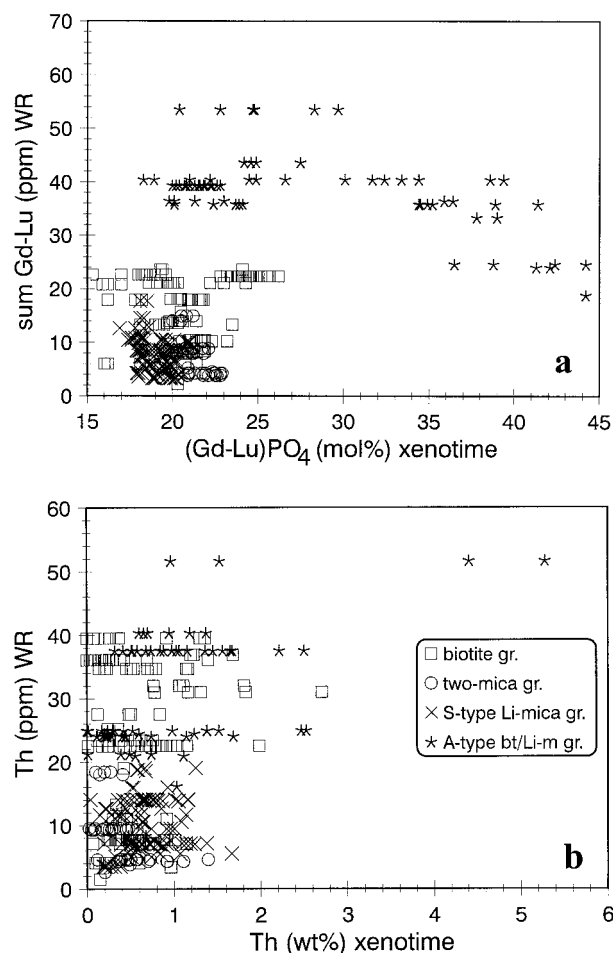 70
60
50
40
30
20
10
0
sum Gd-Lu (ppm) WR
a
15 20 25 30 35 40 45
(Gd-Lu)PO4 (mol%) xenotime
60
50
40
30
20
10
0
Th (ppm) WR
biotite gr.
two-mica gr.
S-type Li-mica gr.
A-type bt/Li-m gr.
b
0 1 2 3 4 5 6
Th (wt%) xenotime